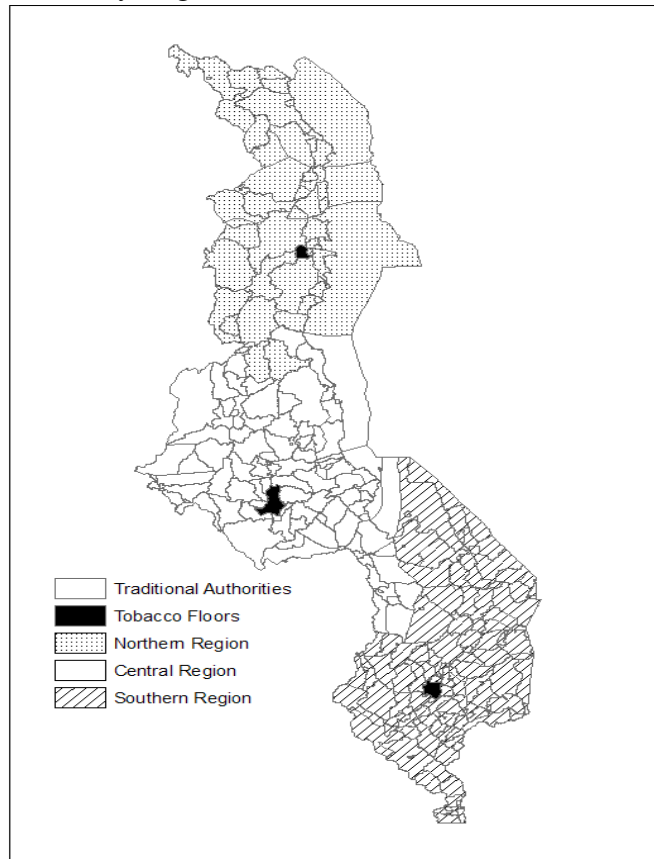 Traditional Authorities
Tobacco Floors
Northern Region
Central Region
Southern Region